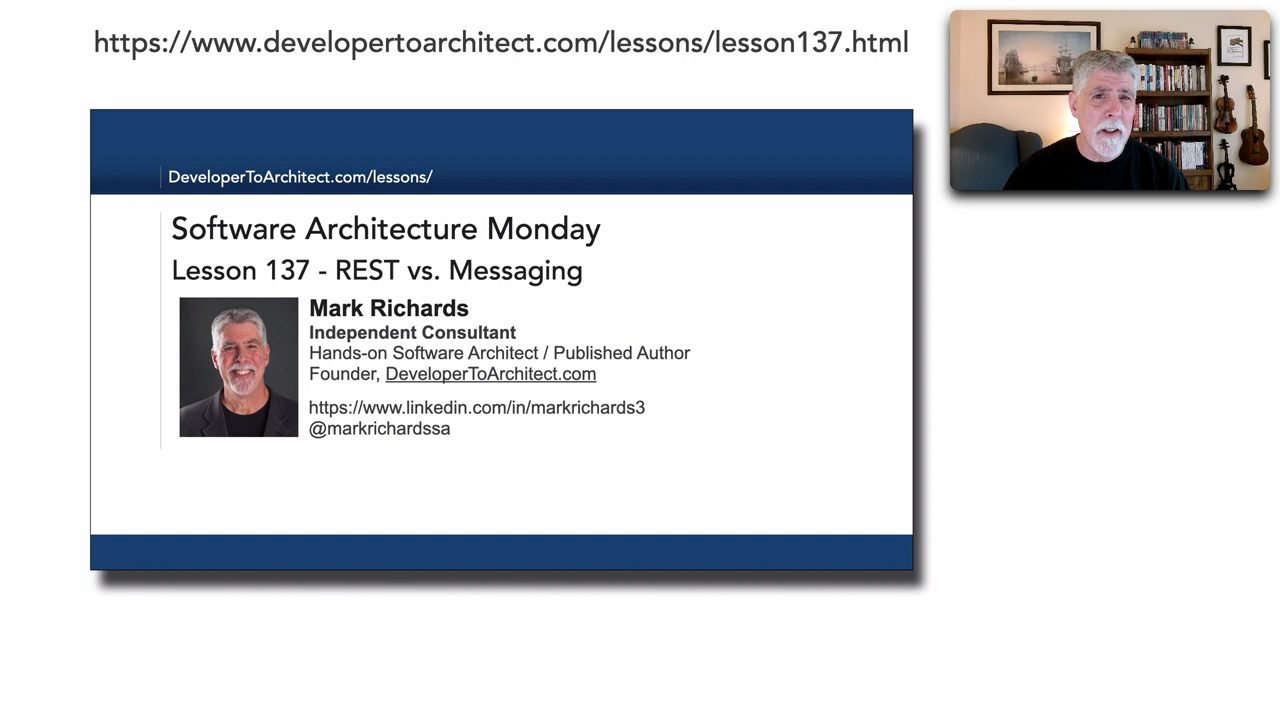 https://www.developertoarchitect.com/lessons/lesson137.html
DeveloperToArchitect.com/lessons/
Software Architecture Monday
Lesson 137 - REST vs. Messaging
Mark Richards
Independent Consultant
Hands-on Software Architect / Published Author
Founder, DeveloperToArchitect.com
https://www.linkedin.com/in/markrichards3
@markrichardssa